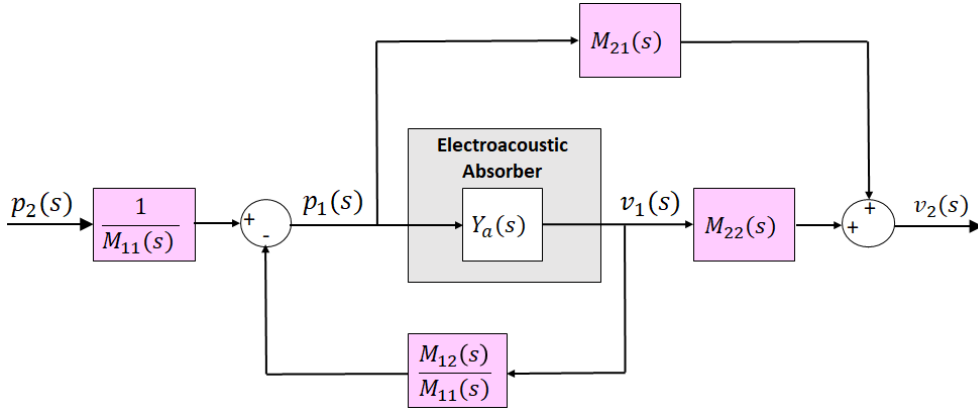 M₂₁(s)
Electroacoustic
Absorber
p₂(s)
1
M₁₁(s)
+
-
p₁(s)
Yₐ(s)
v₁(s)
M₂₂(s)
+
+
v₂(s)
M₁₂(s)
M₁₁(s)